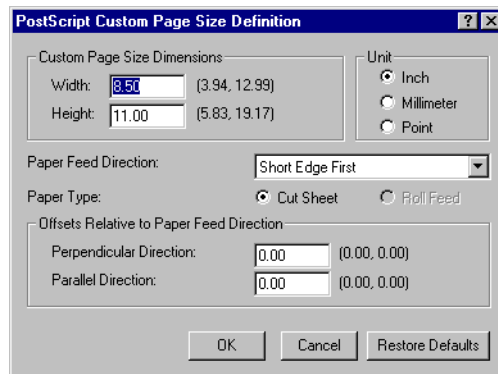 PostScript Custom Page Size Definition
Custom Page Size Dimensions
Width: 8.50 (3.94, 12.99)
Height: 11.00 (5.83, 19.17)
Unit
Inch
Millimeter
Point
Paper Feed Direction: Short Edge First
Paper Type: Cut Sheet Roll Feed
Offsets Relative to Paper Feed Direction
Perpendicular Direction: 0.00 (0.00, 0.00)
Parallel Direction: 0.00 (0.00, 0.00)
OK Cancel Restore Defaults